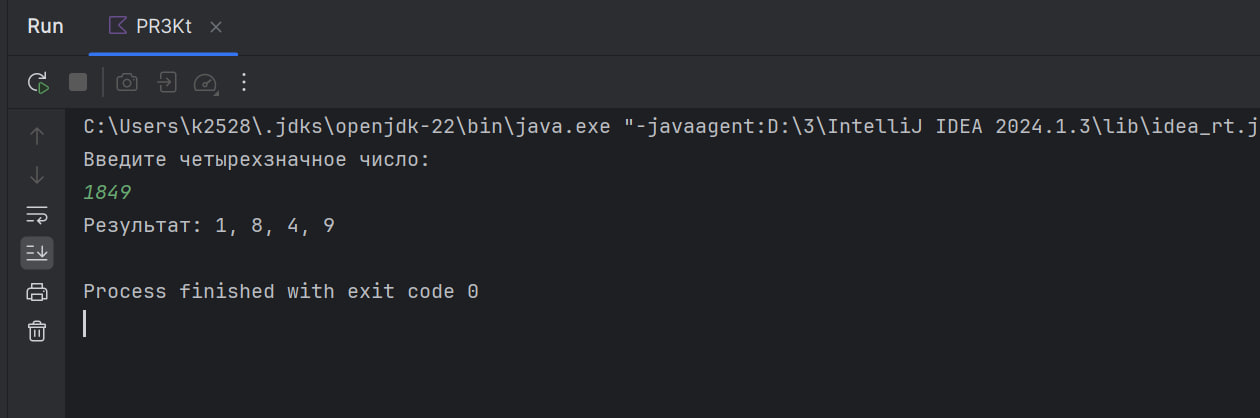 Run PR3Kt
C:\Users\k2528\.jdks\openjdk-22\bin\java.exe "-javaagent:D:\3\IntelliJ IDEA 2024.1.3\lib\idea_rt.j
Введите четырехзначное число:
1849
Результат: 1, 8, 4, 9
Process finished with exit code 0